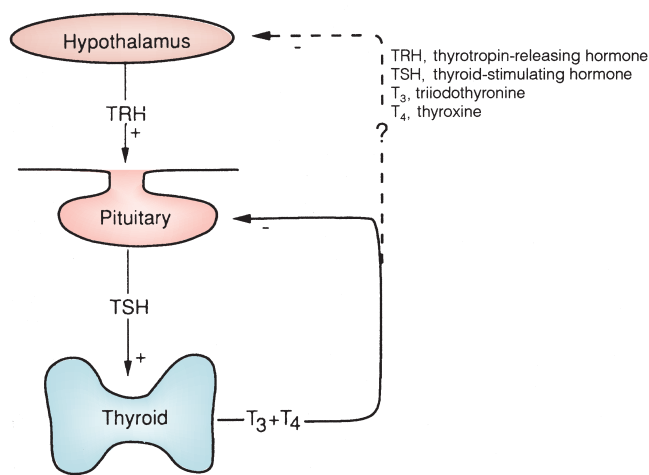 Hypothalamus
-
TRH, thyrotropin-releasing hormone
TSH, thyroid-stimulating hormone
T₃, triiodothyronine
T₄, thyroxine
TRH
+
?
Pituitary
-
TSH
+
Thyroid
T₃+T₄